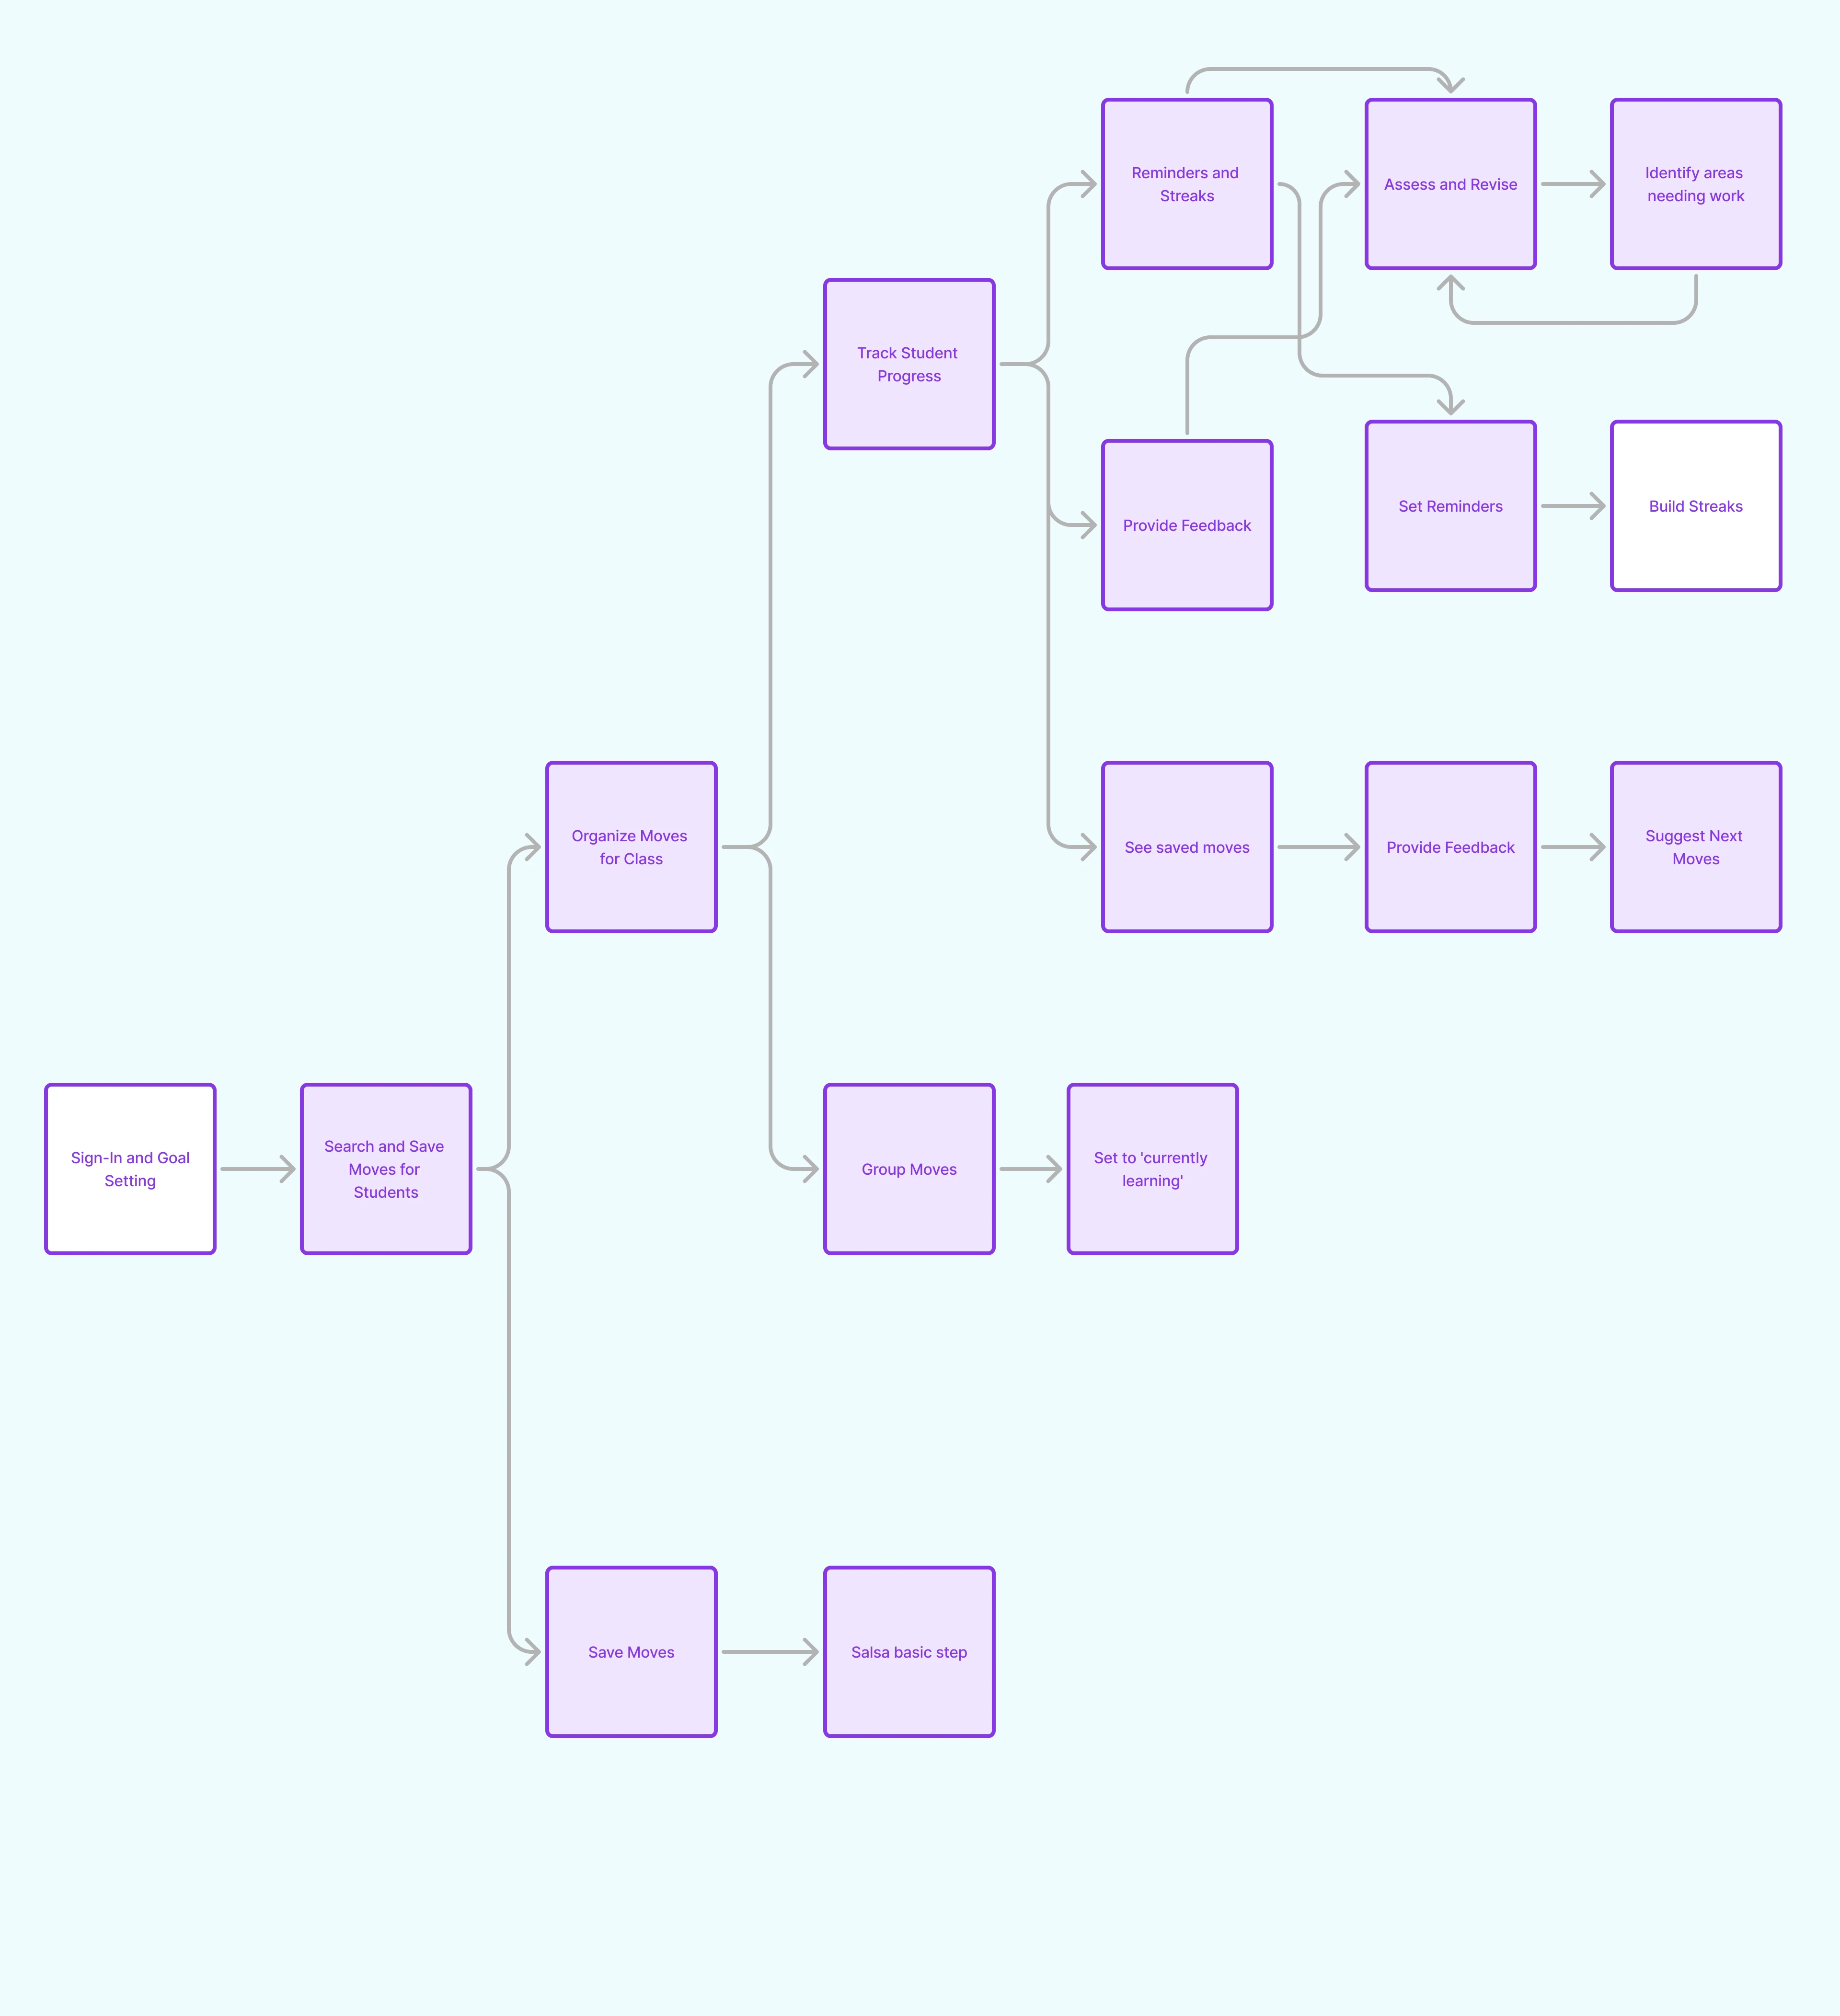 Reminders and
Streaks
Assess and Revise
Identify areas
needing work
Track Student
Progress
Provide Feedback
Set Reminders
Build Streaks
Organize Moves
for Class
See saved moves
Provide Feedback
Suggest Next
Moves
Sign-In and Goal
Setting
Search and Save
Moves for
Students
Group Moves
Set to 'currently
learning'
Save Moves
Salsa basic step